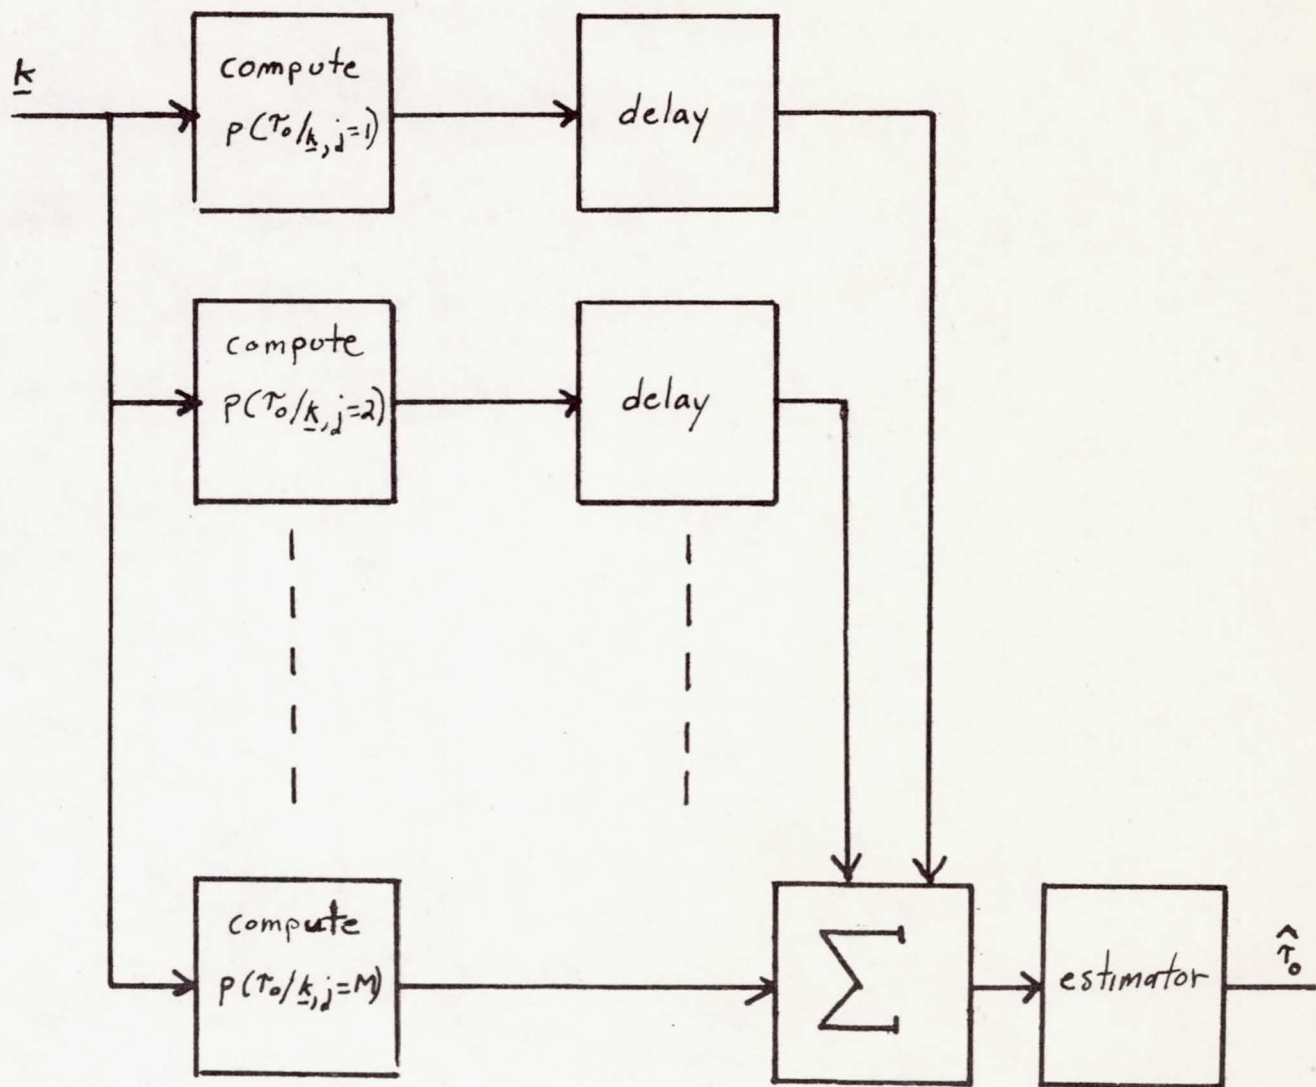 k
compute
p(τ₀/k,j=1)
delay
compute
p(τ₀/k,j=2)
delay
compute
p(τ₀/k,j=M)
Σ
estimator
τ̂₀